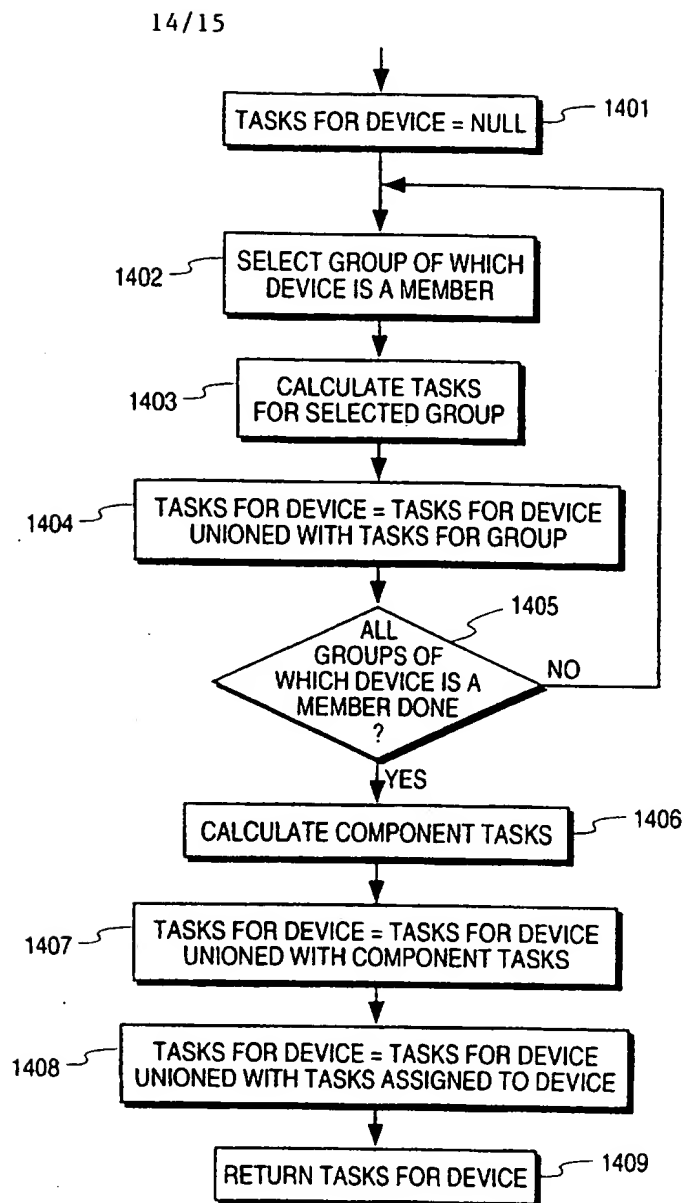 14/15
TASKS FOR DEVICE = NULL
1401
1402
SELECT GROUP OF WHICH
DEVICE IS A MEMBER
1403
CALCULATE TASKS
FOR SELECTED GROUP
1404
TASKS FOR DEVICE = TASKS FOR DEVICE
UNIONED WITH TASKS FOR GROUP
1405
ALL
GROUPS OF
WHICH DEVICE IS A
MEMBER DONE
?
NO
YES
CALCULATE COMPONENT TASKS
1406
1407
TASKS FOR DEVICE = TASKS FOR DEVICE
UNIONED WITH COMPONENT TASKS
1408
TASKS FOR DEVICE = TASKS FOR DEVICE
UNIONED WITH TASKS ASSIGNED TO DEVICE
RETURN TASKS FOR DEVICE
1409